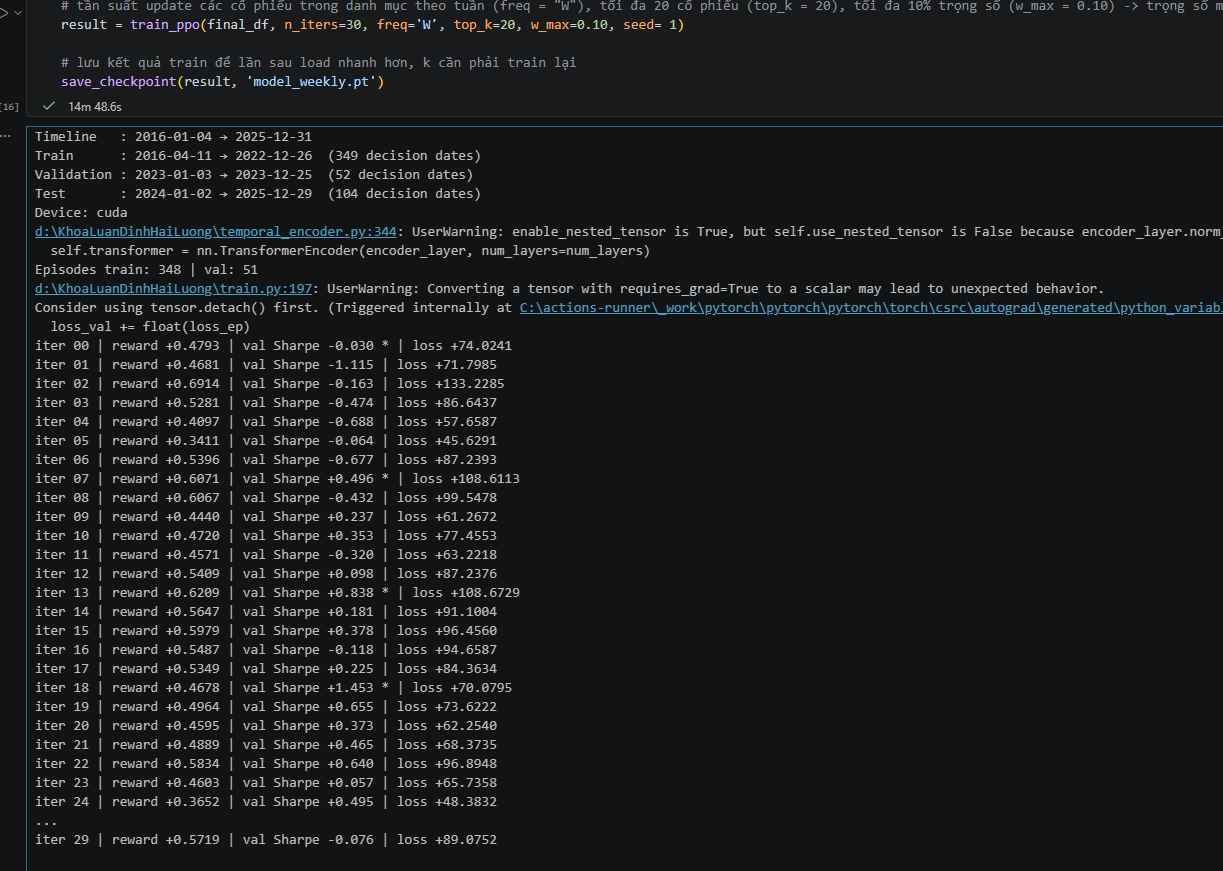 # tần suất update các cổ phiếu trong danh mục theo tuần (freq = "W"), tối đa 20 cổ phiếu (top_k = 20), tối đa 10% trọng số (w_max = 0.10) -> trọng số
result = train_ppo(final_df, n_iters=30, freq='W', top_k=20, w_max=0.10, seed= 1)
# lưu kết quả train để lần sau load nhanh hơn, k cần phải train lại
save_checkpoint(result, 'model_weekly.pt')
[16] ✓ 14m 48.6s
... Timeline : 2016-01-04 → 2025-12-31
Train : 2016-04-11 → 2022-12-26 (349 decision dates)
Validation : 2023-01-03 → 2023-12-25 (52 decision dates)
Test : 2024-01-02 → 2025-12-29 (104 decision dates)
Device: cuda
d:\KhoaLuanDinhHaiLuong\temporal_encoder.py:344: UserWarning: enable_nested_tensor is True, but self.use_nested_tensor is False because encoder_layer.norm_
self.transformer = nn.TransformerEncoder(encoder_layer, num_layers=num_layers)
Episodes train: 348 | val: 51
d:\KhoaLuanDinhHaiLuong\train.py:197: UserWarning: Converting a tensor with requires_grad=True to a scalar may lead to unexpected behavior.
Consider using tensor.detach() first. (Triggered internally at C:\actions-runner\_work\pytorch\pytorch\pytorch\torch\csrc\autograd\generated\python_variabl
loss_val += float(loss_ep)
iter 00 | reward +0.4793 | val Sharpe -0.030 * | loss +74.0241
iter 01 | reward +0.4681 | val Sharpe -1.115 | loss +71.7985
iter 02 | reward +0.6914 | val Sharpe -0.163 | loss +133.2285
iter 03 | reward +0.5281 | val Sharpe -0.474 | loss +86.6437
iter 04 | reward +0.4097 | val Sharpe -0.688 | loss +57.6587
iter 05 | reward +0.3411 | val Sharpe -0.064 | loss +45.6291
iter 06 | reward +0.5396 | val Sharpe -0.677 | loss +87.2393
iter 07 | reward +0.6071 | val Sharpe +0.496 * | loss +108.6113
iter 08 | reward +0.6067 | val Sharpe -0.432 | loss +99.5478
iter 09 | reward +0.4440 | val Sharpe +0.237 | loss +61.2672
iter 10 | reward +0.4720 | val Sharpe +0.353 | loss +77.4553
iter 11 | reward +0.4571 | val Sharpe -0.320 | loss +63.2218
iter 12 | reward +0.5409 | val Sharpe +0.098 | loss +87.2376
iter 13 | reward +0.6209 | val Sharpe +0.838 * | loss +108.6729
iter 14 | reward +0.5647 | val Sharpe +0.181 | loss +91.1004
iter 15 | reward +0.5979 | val Sharpe +0.378 | loss +96.4560
iter 16 | reward +0.5487 | val Sharpe -0.118 | loss +94.6587
iter 17 | reward +0.5349 | val Sharpe +0.225 | loss +84.3634
iter 18 | reward +0.4678 | val Sharpe +1.453 * | loss +70.0795
iter 19 | reward +0.4964 | val Sharpe +0.655 | loss +73.6222
iter 20 | reward +0.4595 | val Sharpe +0.373 | loss +62.2540
iter 21 | reward +0.4889 | val Sharpe +0.465 | loss +68.3735
iter 22 | reward +0.5834 | val Sharpe +0.640 | loss +96.8948
iter 23 | reward +0.4603 | val Sharpe +0.057 | loss +65.7358
iter 24 | reward +0.3652 | val Sharpe +0.495 | loss +48.3832
...
iter 29 | reward +0.5719 | val Sharpe -0.076 | loss +89.0752